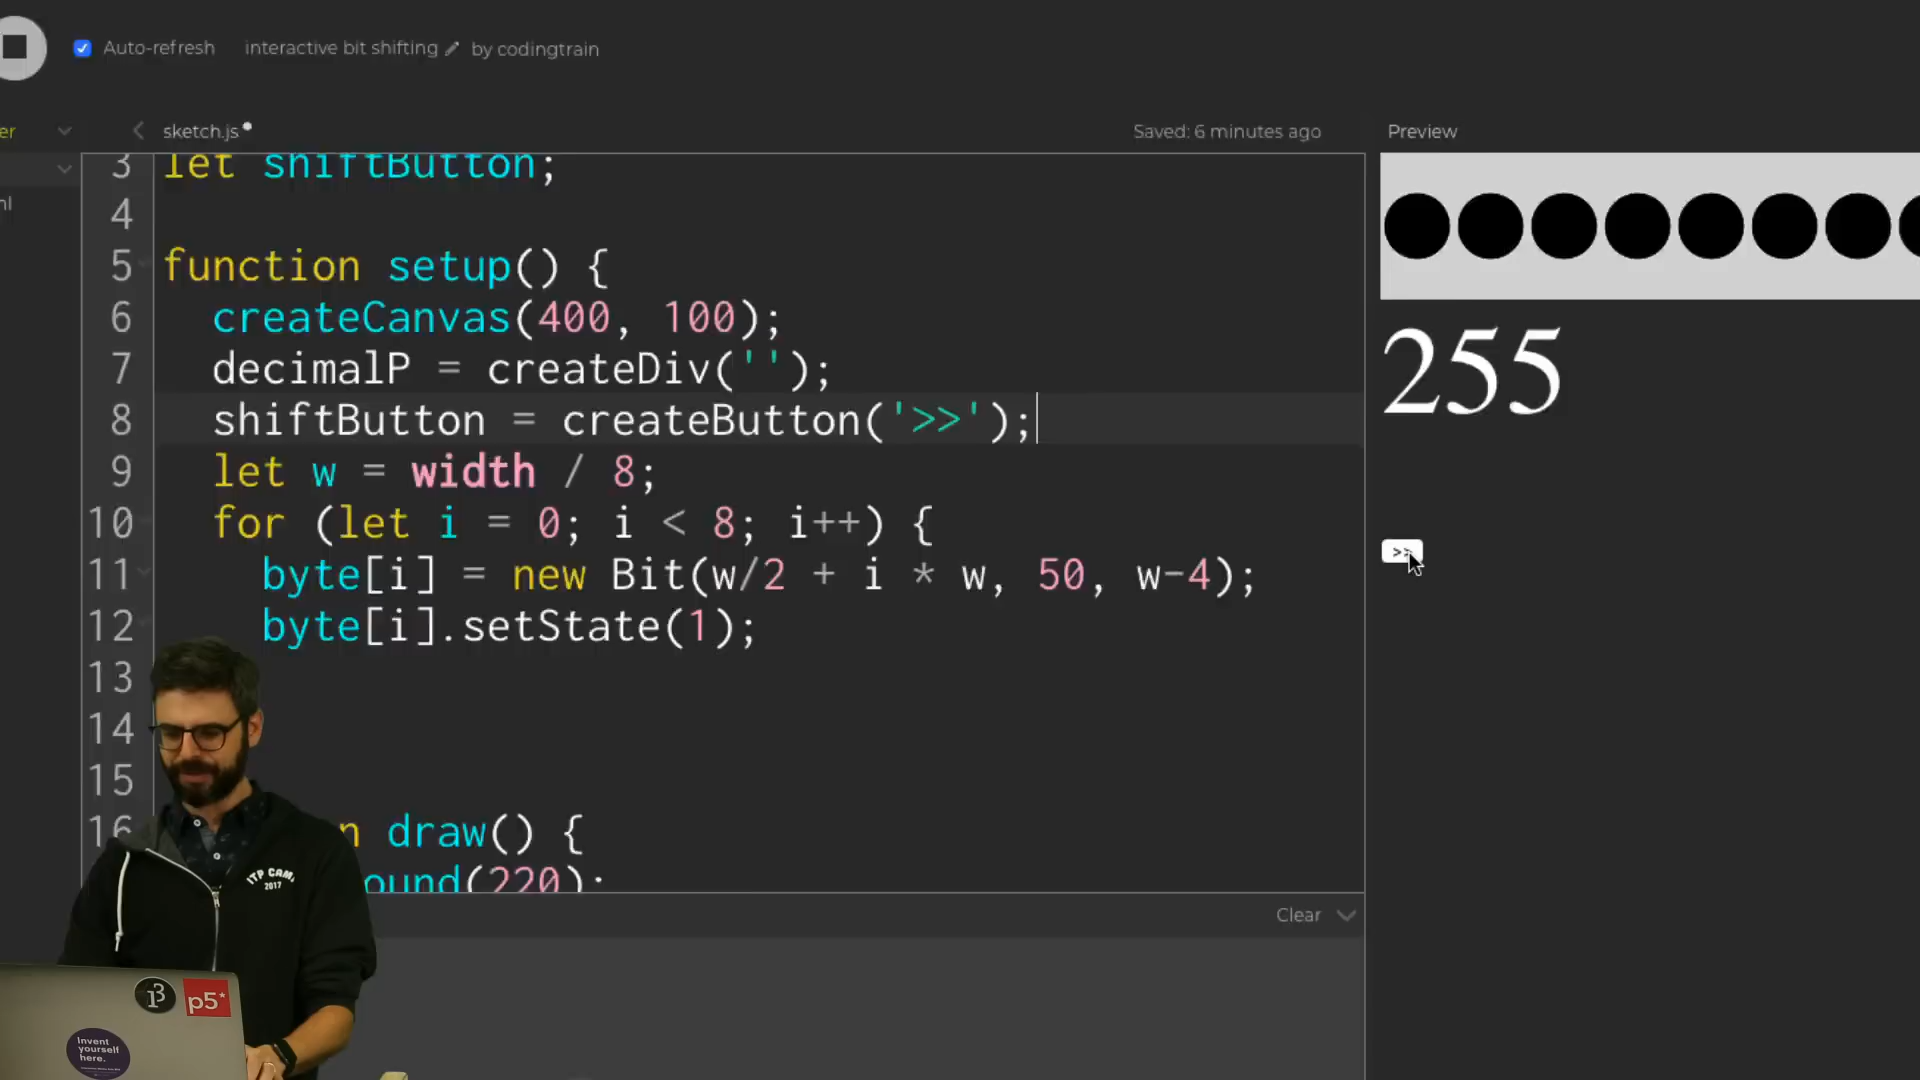 Auto-refresh interactive bit shifting by codingtrain
er
sketch.js
Saved: 6 minutes ago
Preview
3 let shiftButton;
4
5 function setup() {
6 createCanvas(400, 100);
7 decimalP = createDiv('');
8 shiftButton = createButton('>>');
9 let w = width / 8;
10 for (let i = 0; i < 8; i++) {
11 byte[i] = new Bit(w/2 + i * w, 50, w-4);
12 byte[i].setState(1);
13
14
15
16 n draw() {
ound(220);
Clear
255
>>
ITP CAMP
2017
p5*
Invent
yourself
here.